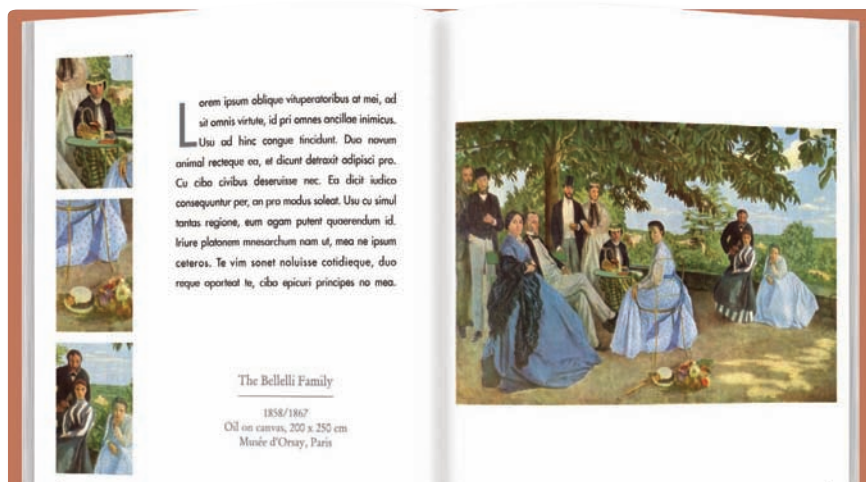 Lorem ipsum oblique vituperatoribus at mei, ad
sit omnis virtute, id pri omnes ancillae inimicus.
Usu ad hinc congue tincidunt. Duo novum
animal recteque ea, et dicunt detraxit adipisci pro.
Cu cibo civibus deseruisse nec. Ea dicit iudico
consequuntur per, an pro modus soleat. Usu cu simul
tantas regione, eum agam putent quaerendum id.
Iriure platonem mnesarchum nam ut, mea ne ipsum
ceteros. Te vim sonet noluisse cotidieque, duo
reque oporteat te, cibo epicuri principes no mea.
The Bellelli Family
1858/1867
Oil on canvas, 200 x 250 cm
Musée d'Orsay, Paris